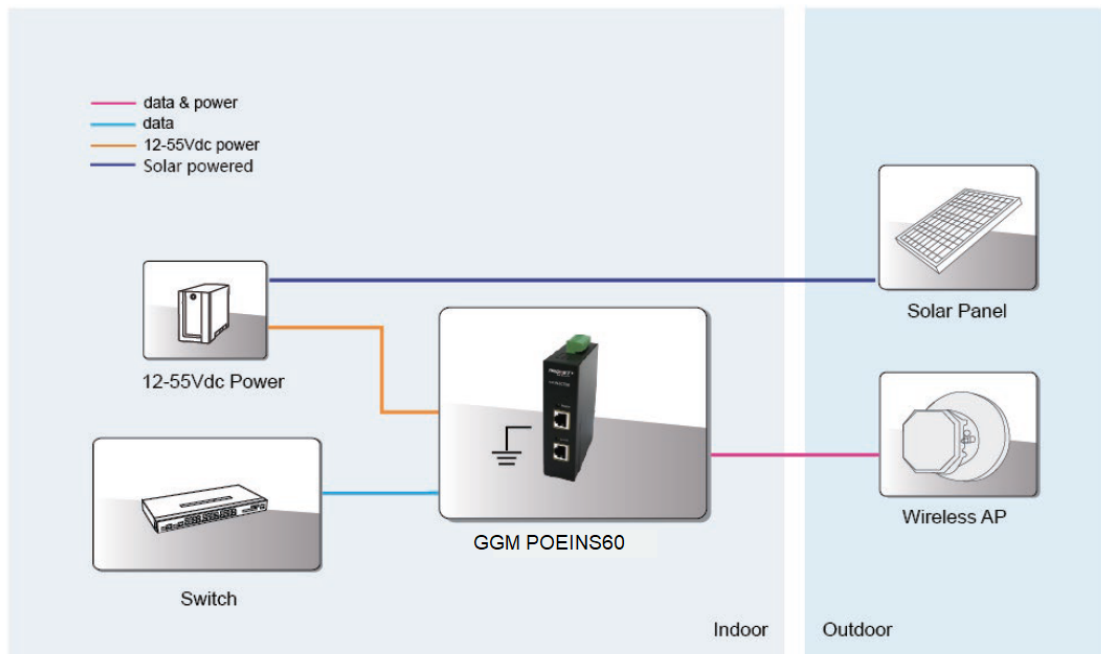 data & power
data
12-55Vdc power
Solar powered
Solar Panel
12-55Vdc Power
GGM POEINS60
Wireless AP
Switch
Indoor
Outdoor